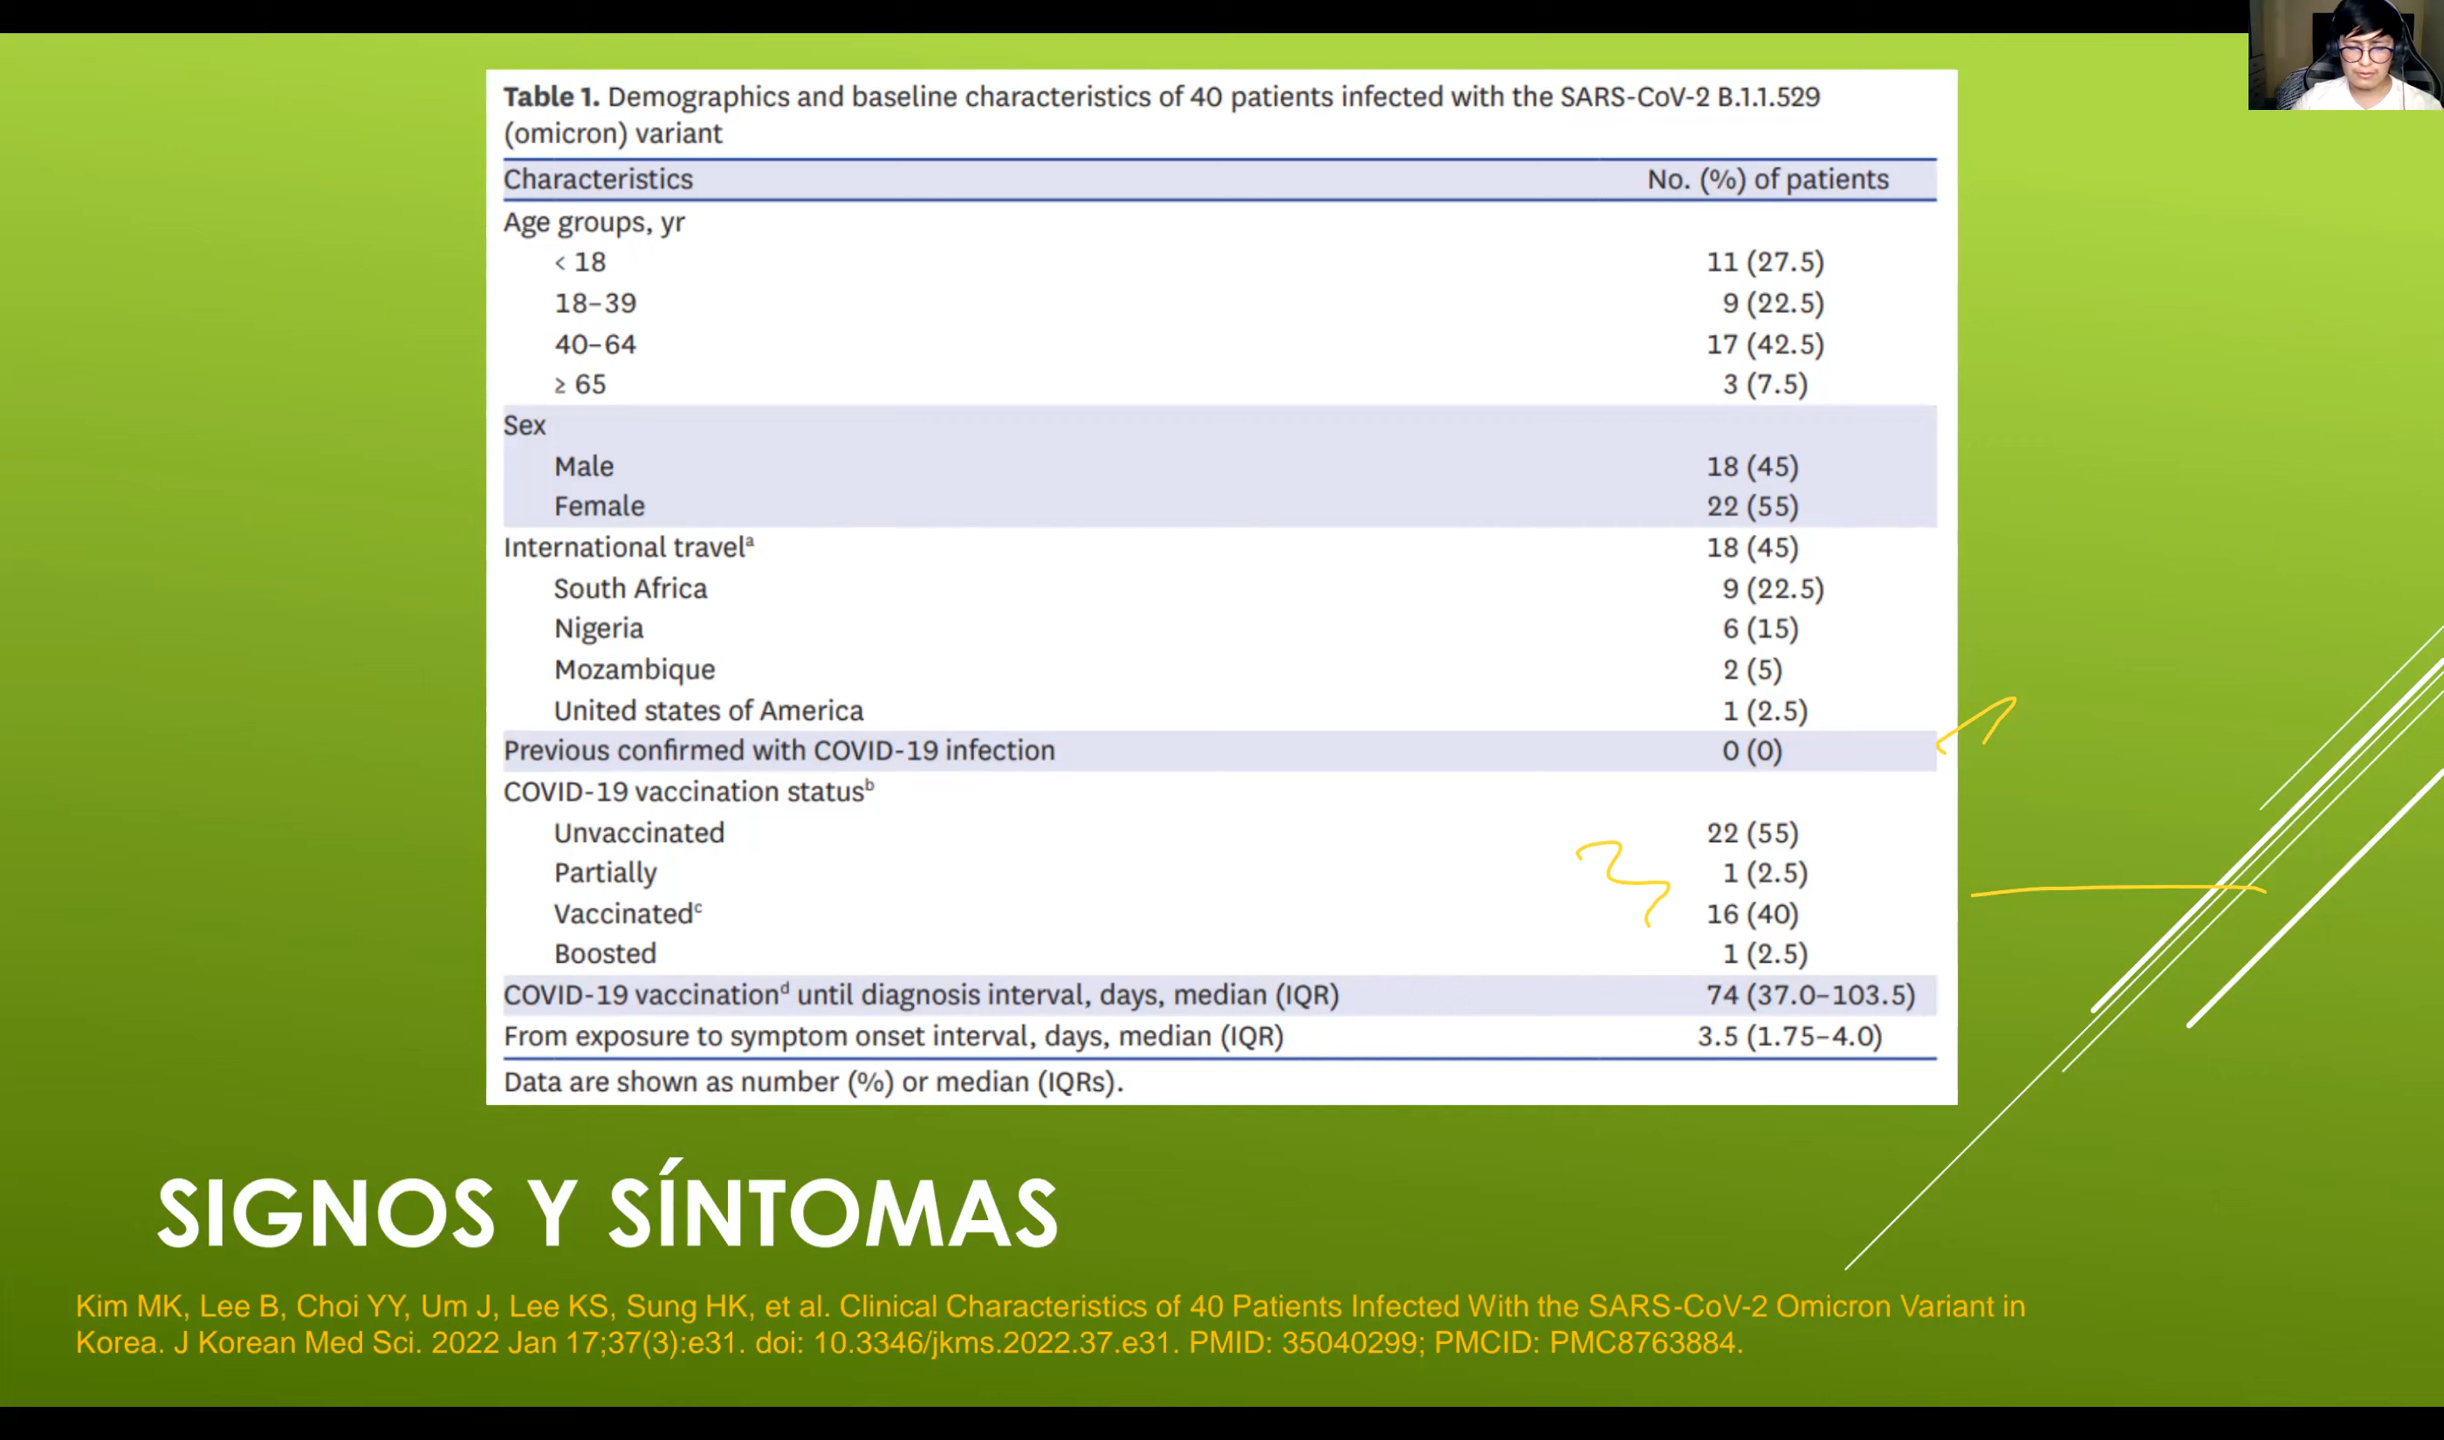 Table 1. Demographics and baseline characteristics of 40 patients infected with the SARS-CoV-2 B.1.1.529
(omicron) variant
Characteristics No. (%) of patients
Age groups, yr
< 18 11 (27.5)
18–39 9 (22.5)
40–64 17 (42.5)
≥ 65 3 (7.5)
Sex
Male 18 (45)
Female 22 (55)
International travelᵃ 18 (45)
South Africa 9 (22.5)
Nigeria 6 (15)
Mozambique 2 (5)
United states of America 1 (2.5)
Previous confirmed with COVID-19 infection 0 (0)
COVID-19 vaccination statusᵇ
Unvaccinated 22 (55)
Partially 1 (2.5)
Vaccinatedᶜ 16 (40)
Boosted 1 (2.5)
COVID-19 vaccinationᵈ until diagnosis interval, days, median (IQR) 74 (37.0–103.5)
From exposure to symptom onset interval, days, median (IQR) 3.5 (1.75–4.0)
Data are shown as number (%) or median (IQRs).
SIGNOS Y SÍNTOMAS
Kim MK, Lee B, Choi YY, Um J, Lee KS, Sung HK, et al. Clinical Characteristics of 40 Patients Infected With the SARS-CoV-2 Omicron Variant in
Korea. J Korean Med Sci. 2022 Jan 17;37(3):e31. doi: 10.3346/jkms.2022.37.e31. PMID: 35040299; PMCID: PMC8763884.